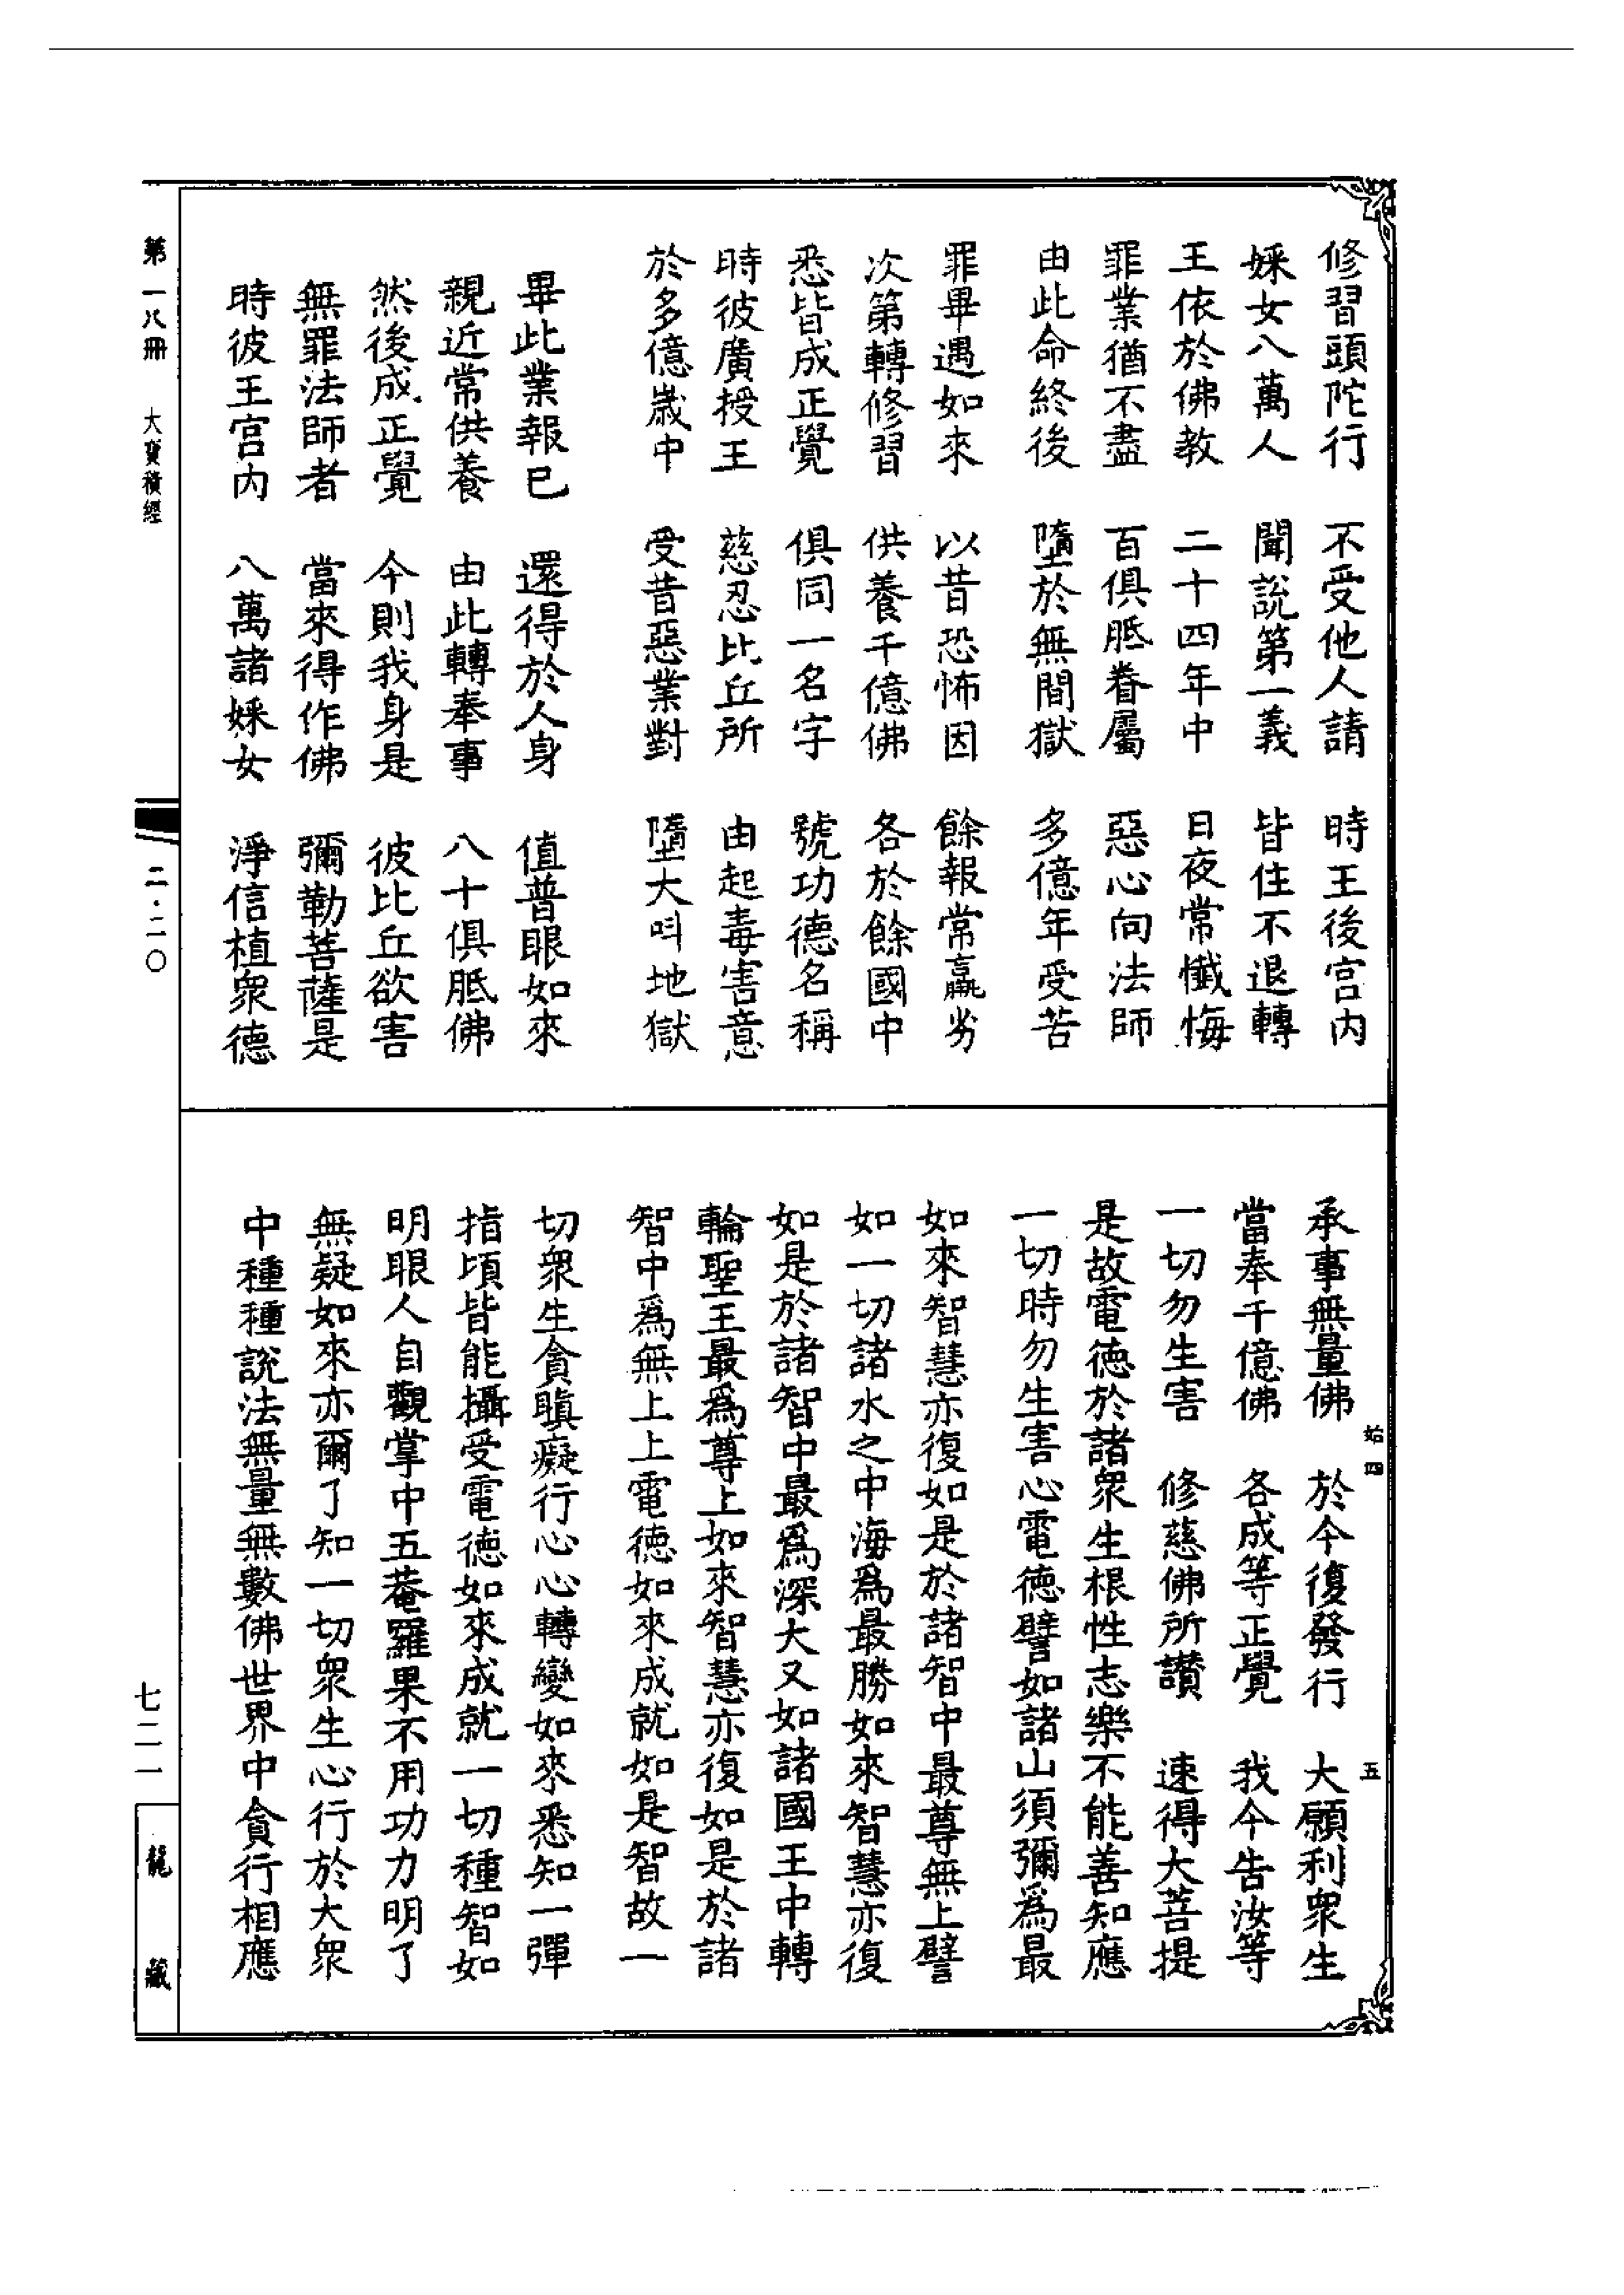 修習頭陀行　不受他人請　時王後宮內
婇女八萬人　聞說第一義　皆住不退轉
王依於佛教　二十四年中　日夜常懺悔
罪業猶不盡　百俱胝眷屬　惡心向法師
由此命終後　墮於無間獄　多億年受苦
罪畢遇如來　以昔恐怖因　餘報常羸劣
次第轉修習　供養千億佛　各於餘國中
悉皆成正覺　俱同一名字　號功德名稱
時彼廣授王　慈忍比丘所　由起毒害意
於多億歲中　受昔惡業對　墮大叫地獄
畢此業報已　還得於人身　值普眼如來
親近常供養　由此轉奉事　八十俱胝佛
然後成正覺　今則我身是　彼比丘欲害
無罪法師者　當來得作佛　彌勒菩薩是
時彼王宮內　八萬諸婇女　淨信植衆德
承事無量佛　於今復發行　大願利衆生
當奉千億佛　各成等正覺　我今告汝等
一切勿生害　修慈佛所讚　速得大菩提
是故電德於諸衆生根性志樂不能善知應
一切時勿生害心電德譬如諸山須彌爲最
如來智慧亦復如是於諸智中最尊無上譬
如一切諸水之中海爲最勝如來智慧亦復
如是於諸智中最爲深大又如諸國王中轉
輪聖王最爲尊上如來智慧亦復如是於諸
智中爲無上上電德如來成就如是智故一
切衆生貪瞋癡行心心轉變如來悉知一彈
指頃皆能攝受電德如來成就一切種智如
明眼人自觀掌中五菴羅果不用功力明了
無疑如來亦爾了知一切衆生心行於大衆
中種種說法無量無數佛世界中貪行相應
始四
五
第一八冊　大寶積經
二·二〇
七二一
龍藏